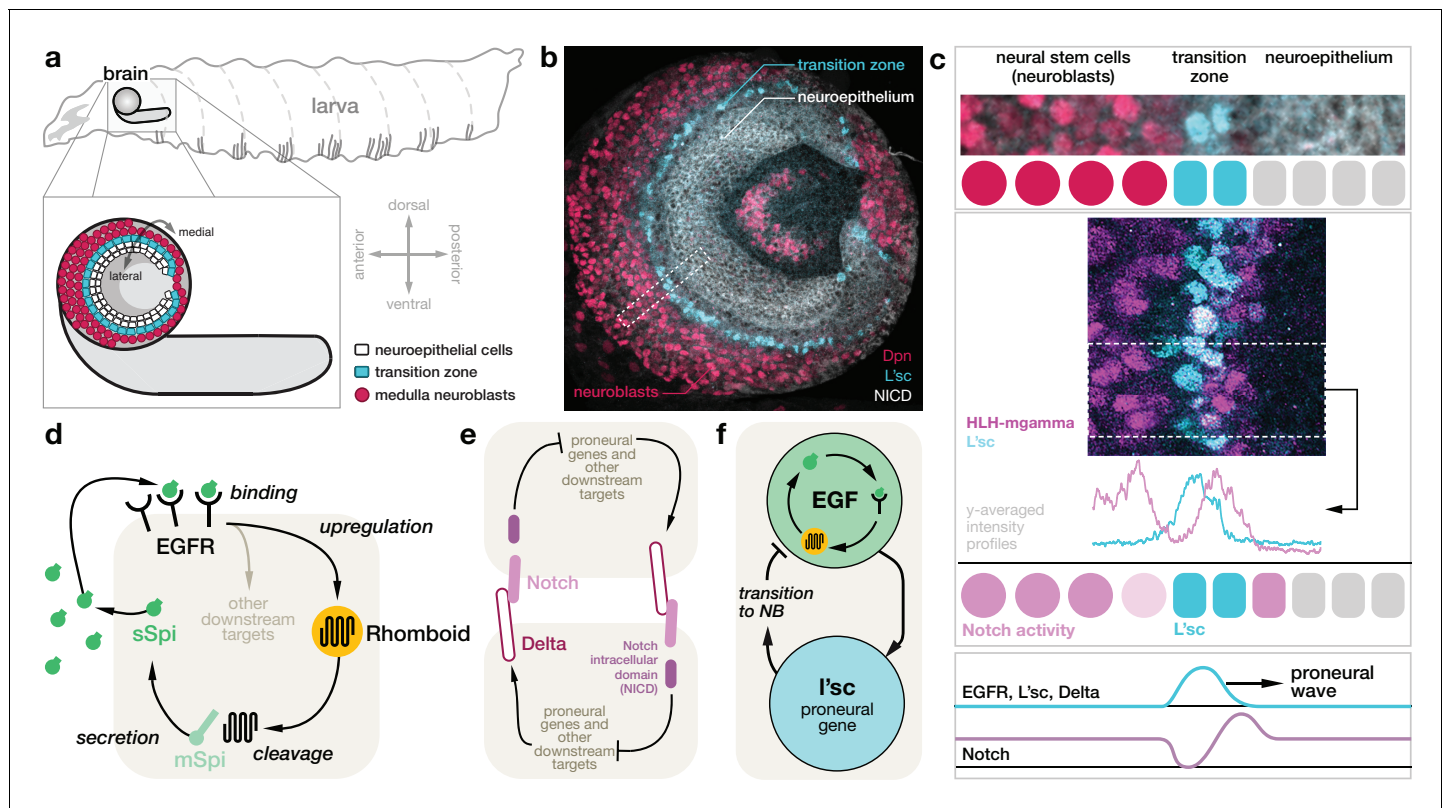 a
brain
larva
medial
lateral
dorsal
anterior
posterior
ventral
neuroepithelial cells
transition zone
medulla neuroblasts
b
transition zone
neuroepithelium
neuroblasts
Dpn
L'sc
NICD
c
neural stem cells
(neuroblasts)
transition
zone
neuroepithelium
HLH-mgamma
L'sc
y-averaged
intensity
profiles
Notch activity
L'sc
EGFR, L'sc, Delta
proneural
wave
Notch
d
binding
EGFR
upregulation
other
downstream
targets
sSpi
Rhomboid
secretion
mSpi
cleavage
e
proneural
genes and
other
downstream
targets
Notch
Delta
Notch
intracellular
domain
(NICD)
proneural
genes and
other
downstream
targets
f
EGF
transition
to NB
l'sc
proneural
gene